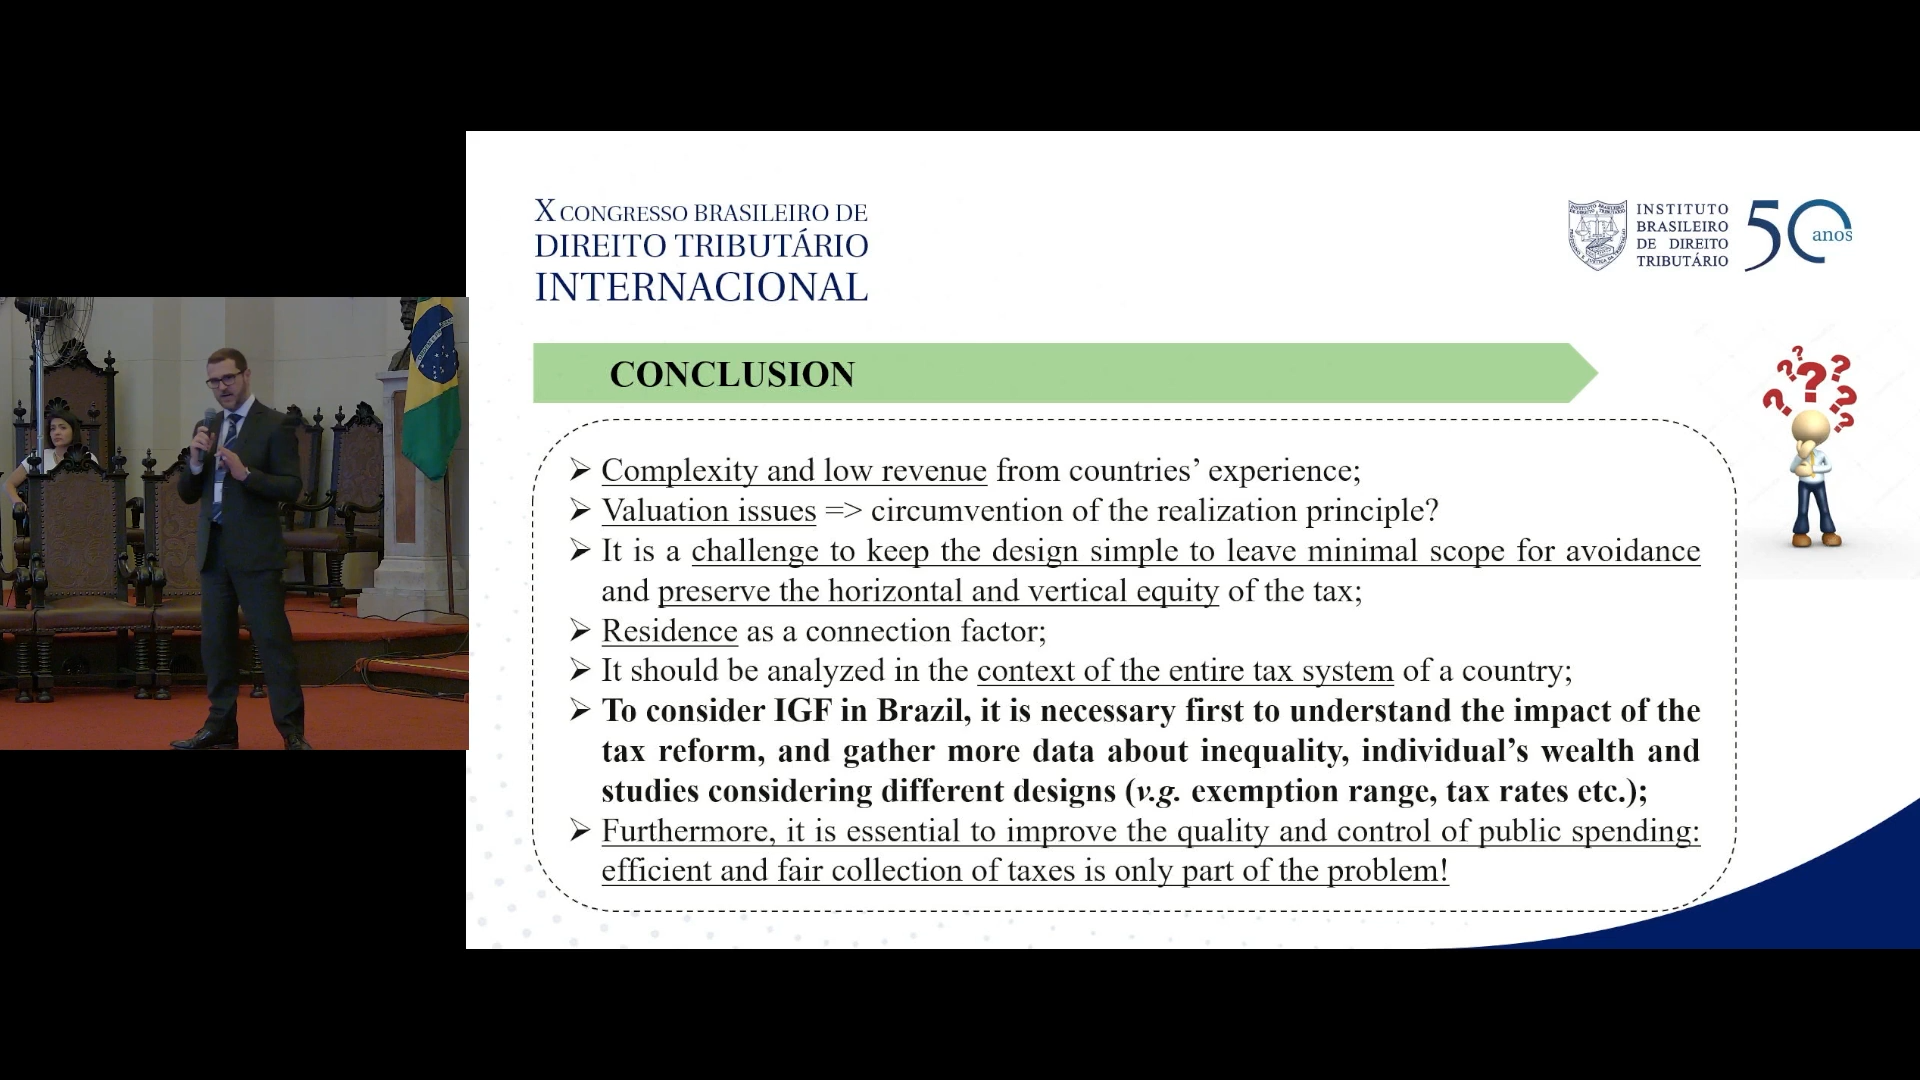 X CONGRESSO BRASILEIRO DE
DIREITO TRIBUTÁRIO
INTERNACIONAL
INSTITUTO
BRASILEIRO
DE DIREITO
TRIBUTÁRIO
50 anos
CONCLUSION
➢ Complexity and low revenue from countries’ experience;
➢ Valuation issues => circumvention of the realization principle?
➢ It is a challenge to keep the design simple to leave minimal scope for avoidance
and preserve the horizontal and vertical equity of the tax;
➢ Residence as a connection factor;
➢ It should be analyzed in the context of the entire tax system of a country;
➢ To consider IGF in Brazil, it is necessary first to understand the impact of the
tax reform, and gather more data about inequality, individual’s wealth and
studies considering different designs (v.g. exemption range, tax rates etc.);
➢ Furthermore, it is essential to improve the quality and control of public spending:
efficient and fair collection of taxes is only part of the problem!